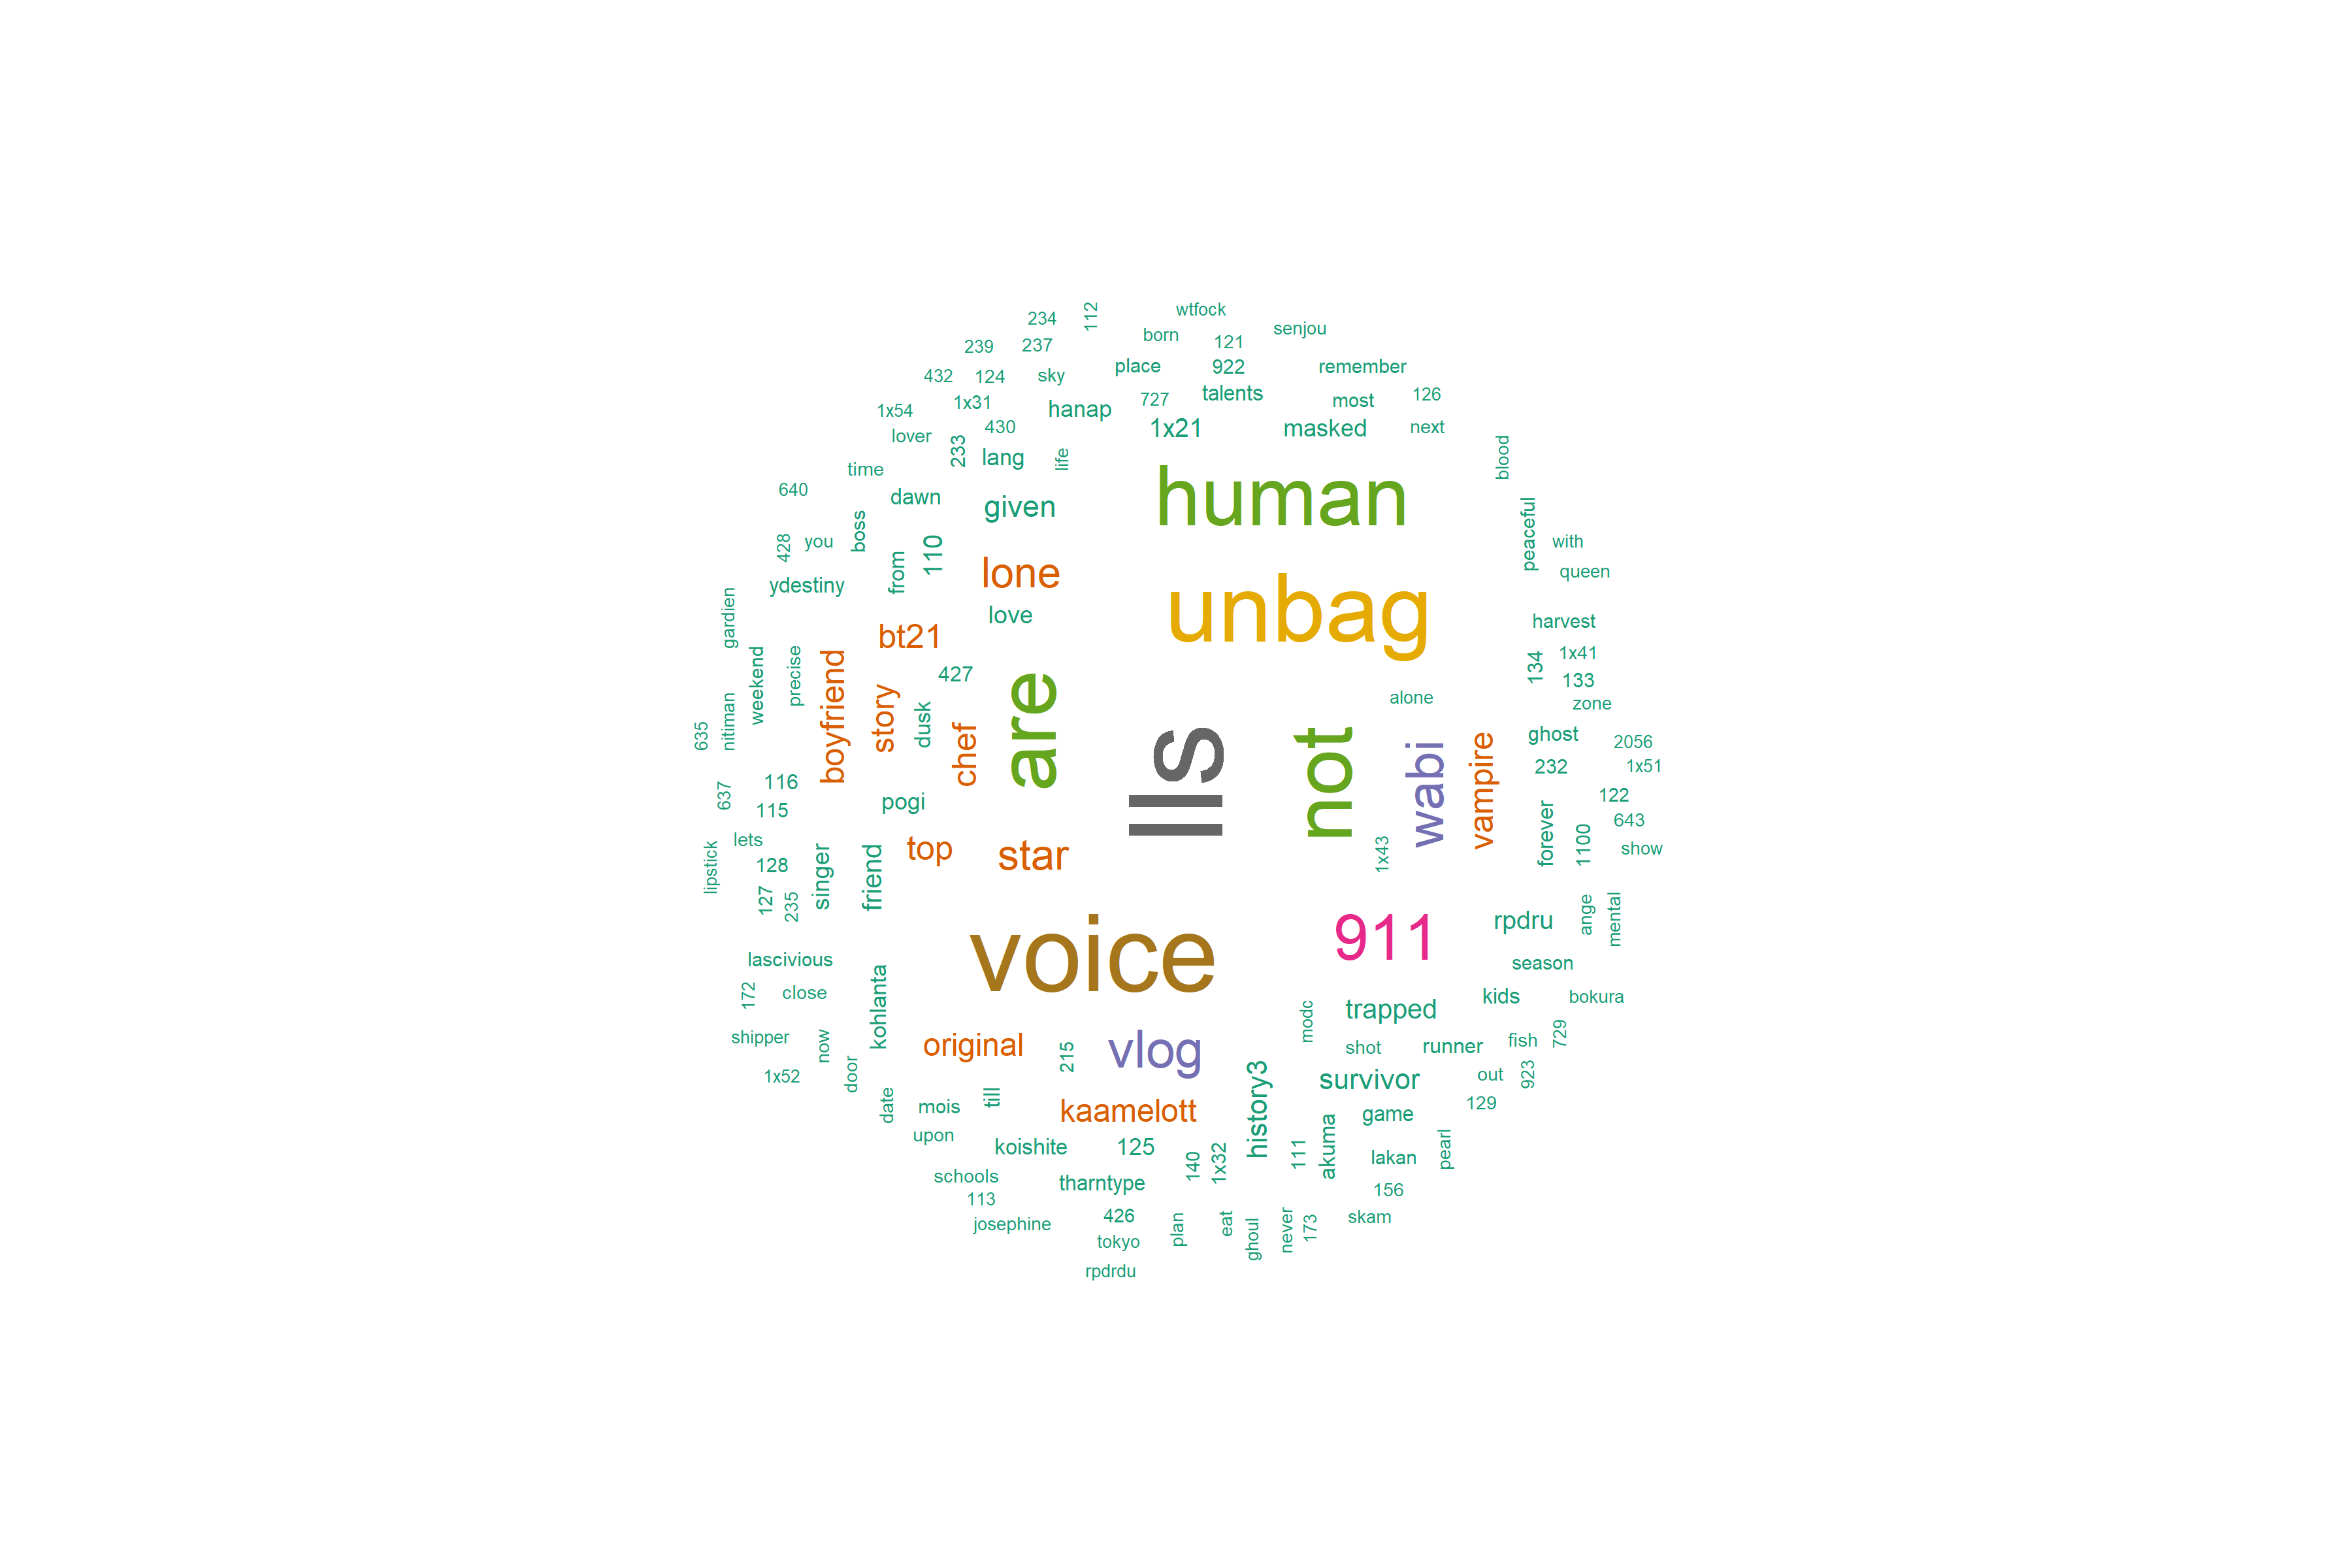 234
112
wtfock
born
121
senjou
239
237
place
922
remember
432
124
sky
talents
126
1x54
1x31
hanap
727
most
lover
430
1x21
masked
next
233
lang
life
blood
time
640
dawn
given
human
peaceful
428
you
boss
110
with
ydestiny
from
lone
queen
gardien
love
unbag
harvest
bt21
weekend
precise
boyfriend
427
are
134
1x41
133
alone
zone
635
nitiman
story
dusk
chef
lls
not
wabi
vampire
ghost
2056
232
1x51
637
116
115
pogi
122
643
lipstick
lets
top
star
1x43
forever
1100
show
128
127
235
singer
friend
voice
911
rpdru
ange
mental
lascivious
season
172
close
kohlanta
modc
trapped
kids
bokura
shipper
now
original
215
vlog
shot
runner
fish
729
1x52
door
history3
survivor
out
923
date
mois
till
kaamelott
game
129
upon
koishite
125
140
1x32
111
akuma
lakan
pearl
schools
tharntype
156
113
josephine
426
plan
eat
ghoul
never
173
skam
tokyo
rpdrdu